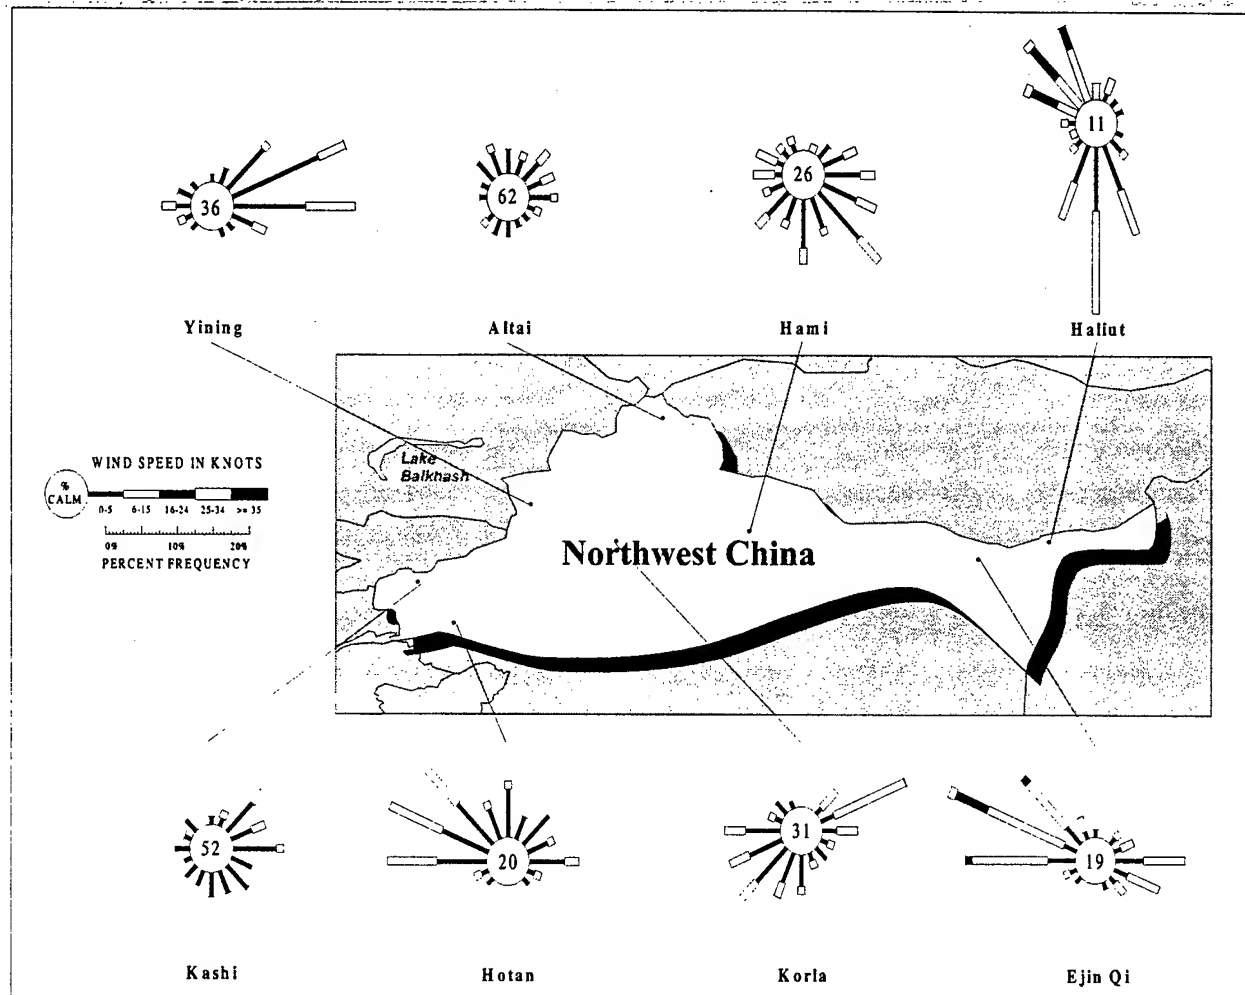 36
62
26
11
Yining
Altai
Hami
Haliut
Lake
Balkhash
WIND SPEED IN KNOTS
%
CALM
0-5 6-15 16-24 25-34 >= 35
0% 10% 20%
PERCENT FREQUENCY
Northwest China
52
20
31
19
Kashi
Hotan
Korla
Ejin Qi